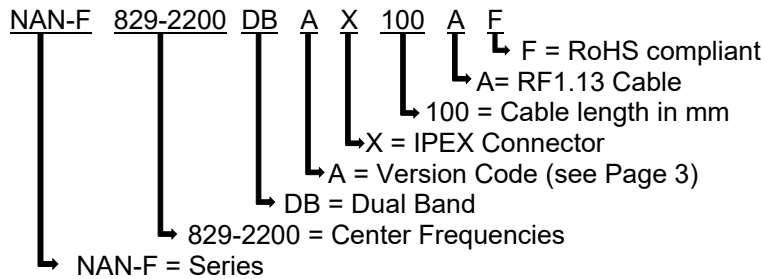 NAN-F 829-2200 DB A X 100 A F
F = RoHS compliant
A= RF1.13 Cable
100 = Cable length in mm
X = IPEX Connector
A = Version Code (see Page 3)
DB = Dual Band
829-2200 = Center Frequencies
NAN-F = Series